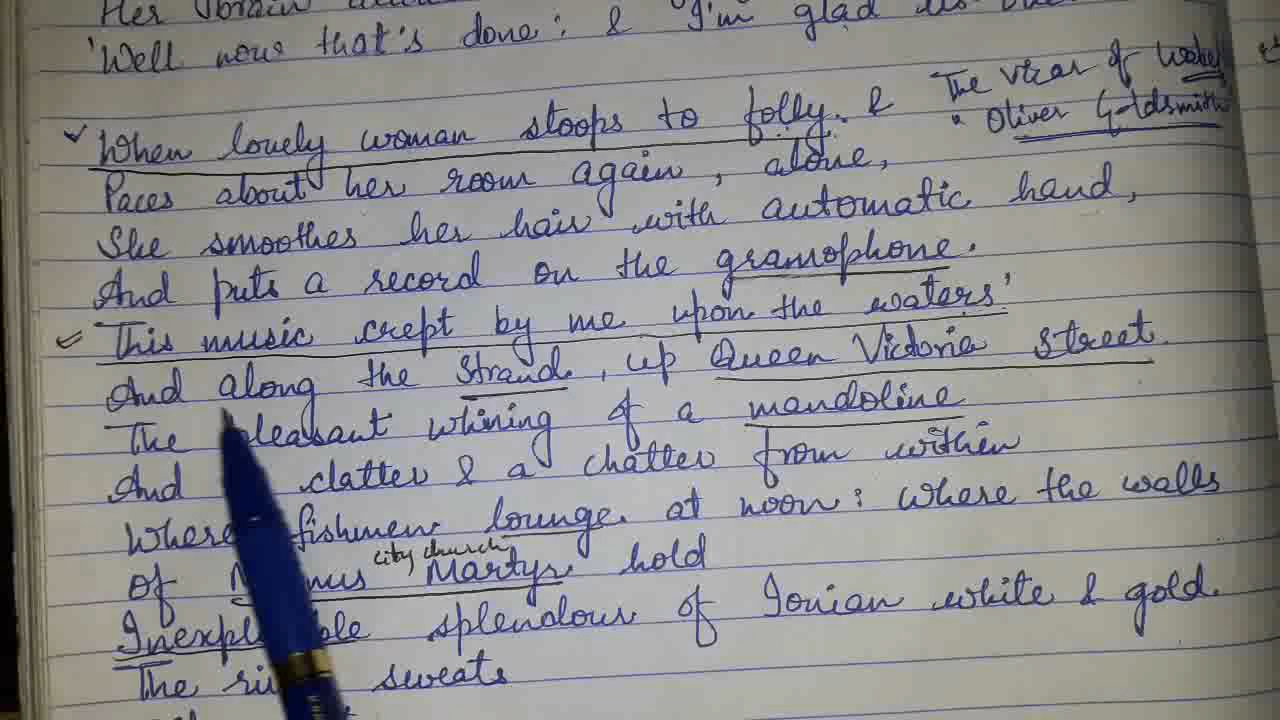 Her brain
'Well now that's done: & I'm glad
When lovely woman stoops to folly. &
The Vicar of
" Oliver Goldsmith
Paces about her room again, alone,
She smoothes her hair with automatic hand,
And puts a record on the gramophone.
This music crept by me upon the waters'
And along the Strand, up Queen Victoria street.
The pleasant whining of a mandoline
And clatter & a chatter from within
Where fishmen lounge. at noon: where the walls
city church
Of Martyr. hold
splendour of Ionian white & gold.
The sweats